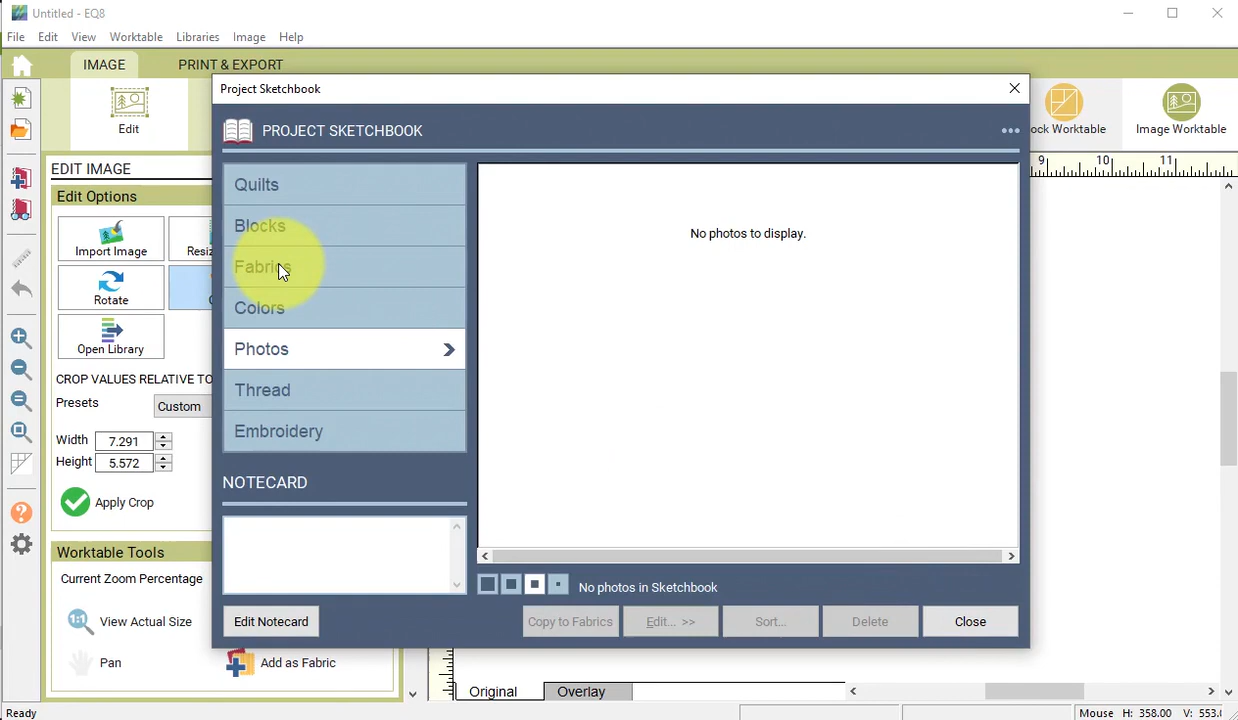 Untitled - EQ8
File Edit View Worktable Libraries Image Help
IMAGE PRINT & EXPORT
Edit
ock Worktable
Image Worktable
Project Sketchbook
PROJECT SKETCHBOOK
EDIT IMAGE
Edit Options
Import Image
Resiz
Rotate
Open Library
CROP VALUES RELATIVE TO
Presets Custom
Width 7.291
Height 5.572
Apply Crop
Worktable Tools
Current Zoom Percentage
1:1 View Actual Size
Pan
Add as Fabric
Quilts
Blocks
Fabrics
Colors
Photos
Thread
Embroidery
NOTECARD
Edit Notecard
No photos to display.
No photos in Sketchbook
Copy to Fabrics Edit... >> Sort... Delete Close
9 10 11
Original Overlay
Ready
Mouse H: 358.00 V: 553.